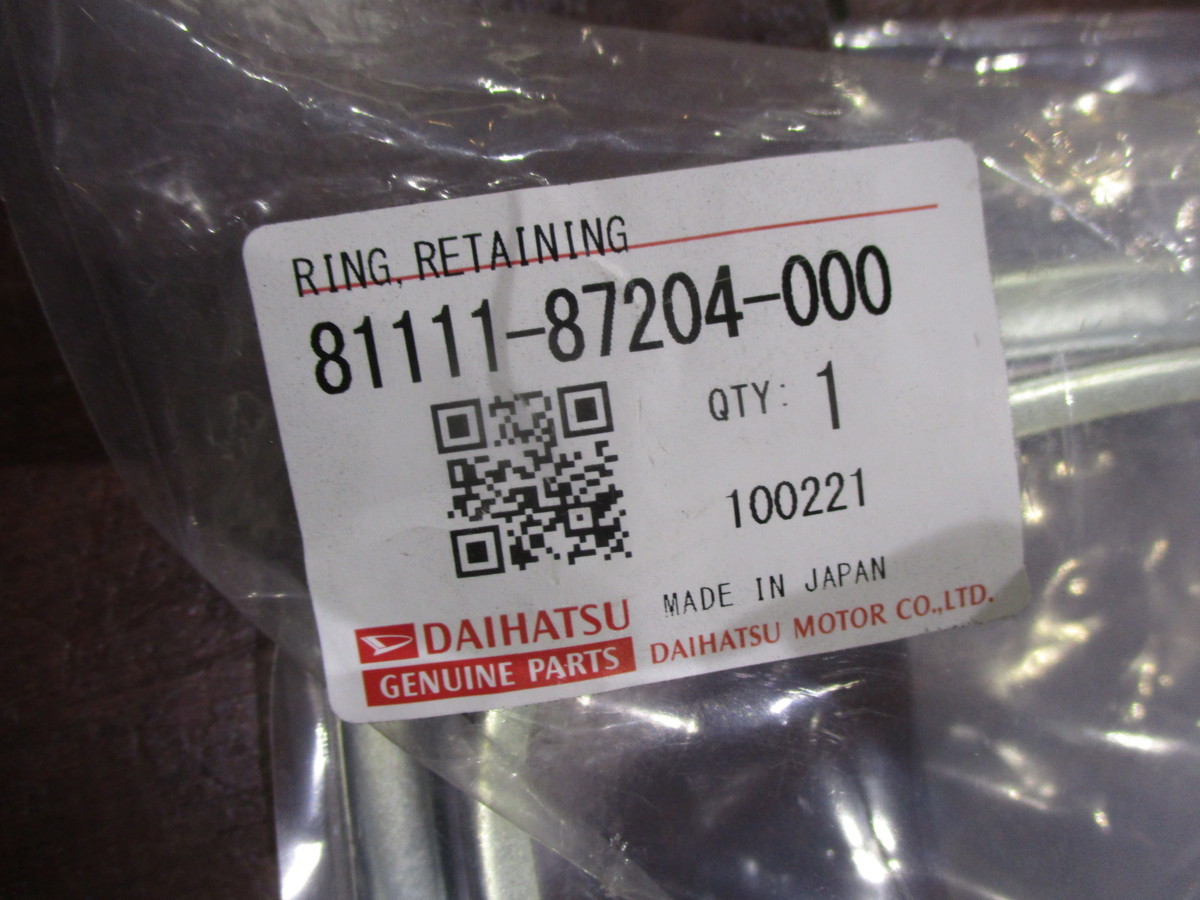 RING, RETAINING
81111-87204-000
QTY: 1
100221
MADE IN JAPAN
DAIHATSU
GENUINE PARTS
DAIHATSU MOTOR CO.,LTD.